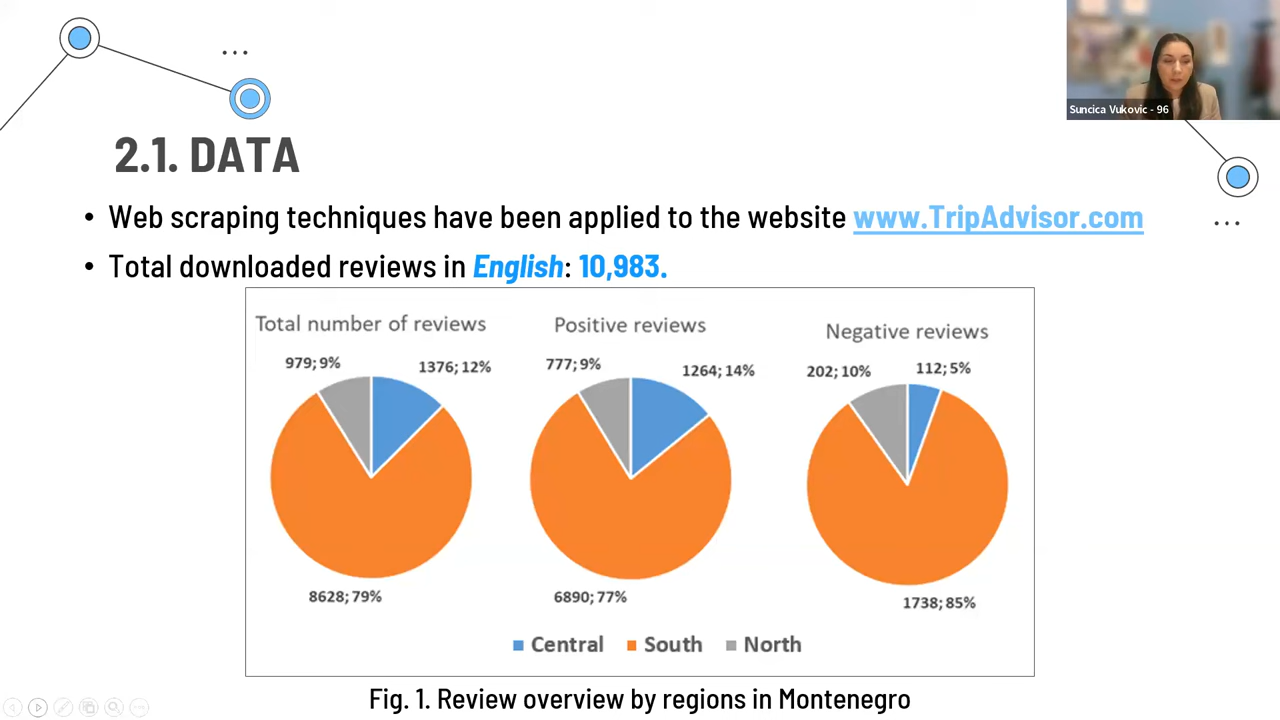 ...
Suncica Vukovic - 96
2.1. DATA
...
• Web scraping techniques have been applied to the website www.TripAdvisor.com
• Total downloaded reviews in English: 10,983.
Total number of reviews
979; 9%
1376; 12%
8628; 79%
Positive reviews
777; 9%
1264; 14%
6890; 77%
Negative reviews
202; 10%
112; 5%
1738; 85%
Central South North
Fig. 1. Review overview by regions in Montenegro